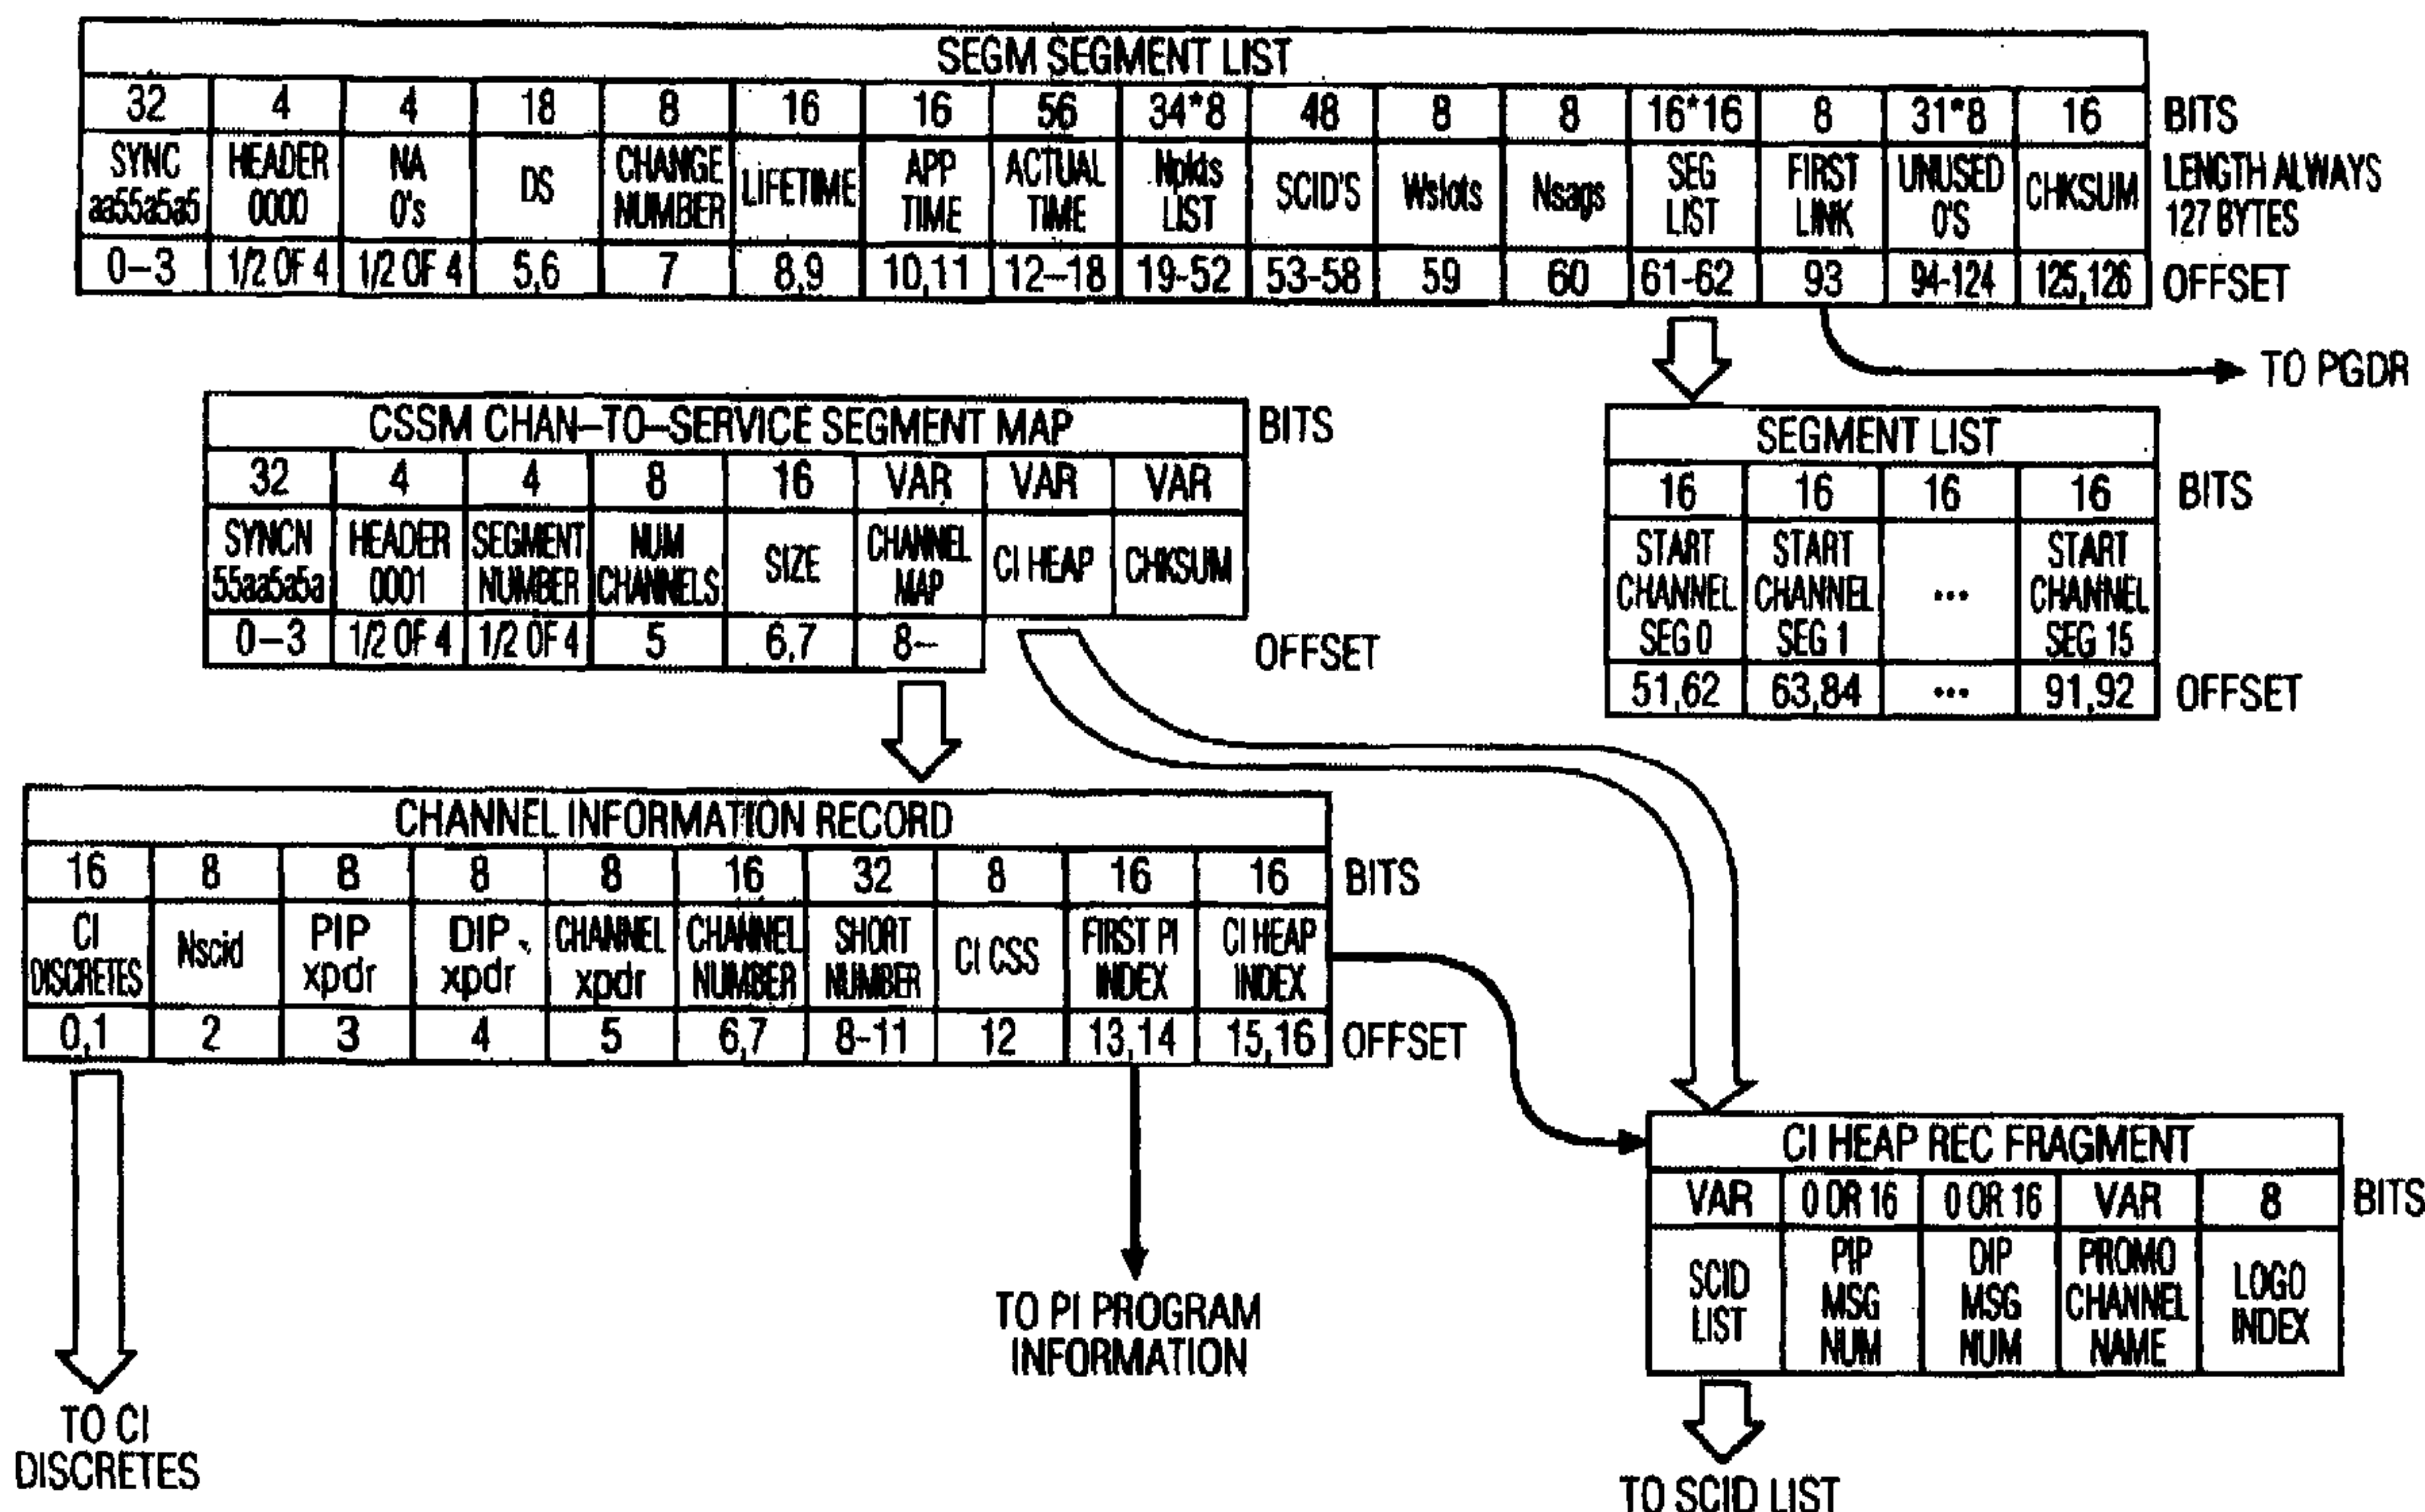 SEGM SEGMENT LIST
32 4 4 18 8 16 16 56 34*8 48 8 8 16*16 8 31*8 16 BITS
SYNC aa55a5a5 HEADER 0000 NA 0's DS CHANGE NUMBER LIFETIME APP TIME ACTUAL TIME Nplds LIST SCID'S Wslots Nsags SEG LIST FIRST LINK UNUSED 0'S CHKSUM LENGTH ALWAYS 127 BYTES
0-3 1/2 OF 4 1/2 OF 4 5,6 7 8,9 10,11 12-18 19-52 53-58 59 60 61-62 93 94-124 125,126 OFFSET
TO PGDR
CSSM CHAN-TO-SERVICE SEGMENT MAP BITS
32 4 4 8 16 VAR VAR VAR
SYNCN 55aa5a5a HEADER 0001 SEGMENT NUMBER NUM CHANNELS SIZE CHANNEL MAP CI HEAP CHKSUM
0-3 1/2 OF 4 1/2 OF 4 5 6,7 8- OFFSET
SEGMENT LIST
16 16 16 16 BITS
START CHANNEL SEG 0 START CHANNEL SEG 1 ... START CHANNEL SEG 15
51,62 63,84 ... 91,92 OFFSET
CHANNEL INFORMATION RECORD
16 8 8 8 8 16 32 8 16 16 BITS
CI DISCRETES Nscid PIP xpdr DIP xpdr CHANNEL xpdr CHANNEL NUMBER SHORT NUMBER CI CSS FIRST PI INDEX CI HEAP INDEX
0,1 2 3 4 5 6,7 8-11 12 13,14 15,16 OFFSET
CI HEAP REC FRAGMENT
VAR 0 OR 16 0 OR 16 VAR 8 BITS
SCID LIST PIP MSG NUM DIP MSG NUM PROMO CHANNEL NAME LOGO INDEX
TO PI PROGRAM
INFORMATION
TO CI
DISCRETES
TO SCID LIST